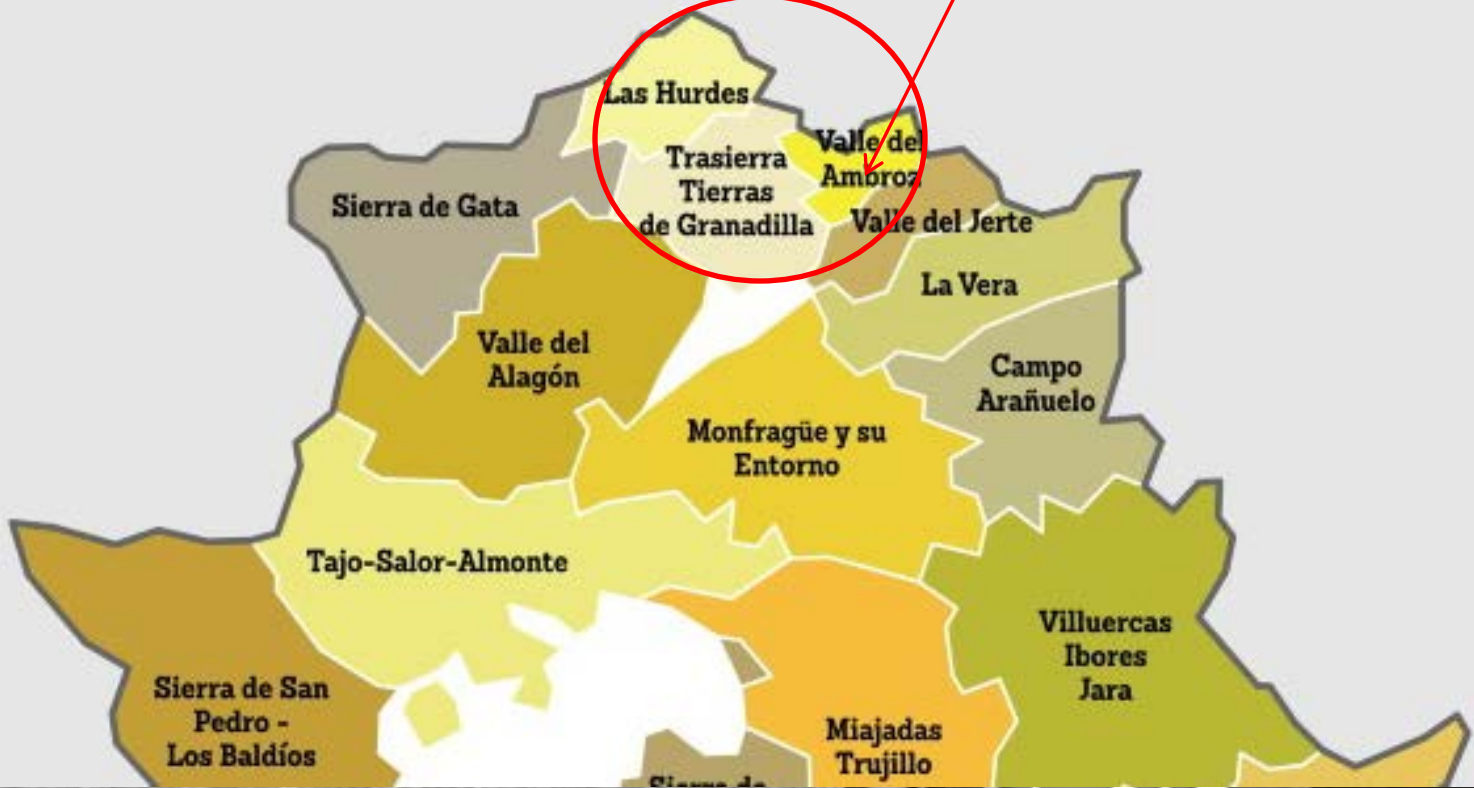 Las Hurdes
Valle del
Ambroz
Trasierra
Tierras
de Granadilla
Sierra de Gata
Valle del Jerte
La Vera
Valle del
Alagón
Campo
Arañuelo
Monfragüe y su
Entorno
Tajo-Salor-Almonte
Villuercas
Ibores
Jara
Sierra de San
Pedro -
Los Baldíos
Miajadas
Trujillo
Sierra de